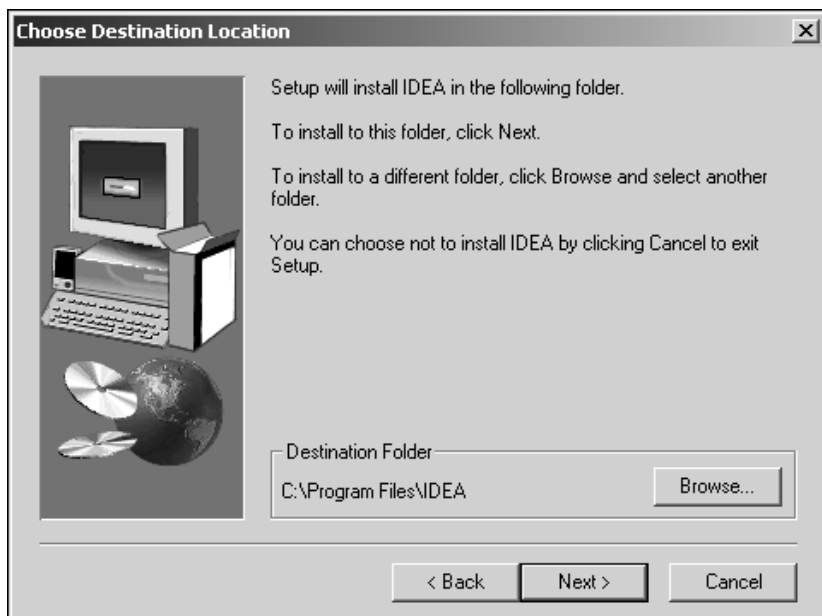 Choose Destination Location
Setup will install IDEA in the following folder.
To install to this folder, click Next.
To install to a different folder, click Browse and select another
folder.
You can choose not to install IDEA by clicking Cancel to exit
Setup.
Destination Folder
C:\Program Files\IDEA
Browse...
< Back
Next >
Cancel